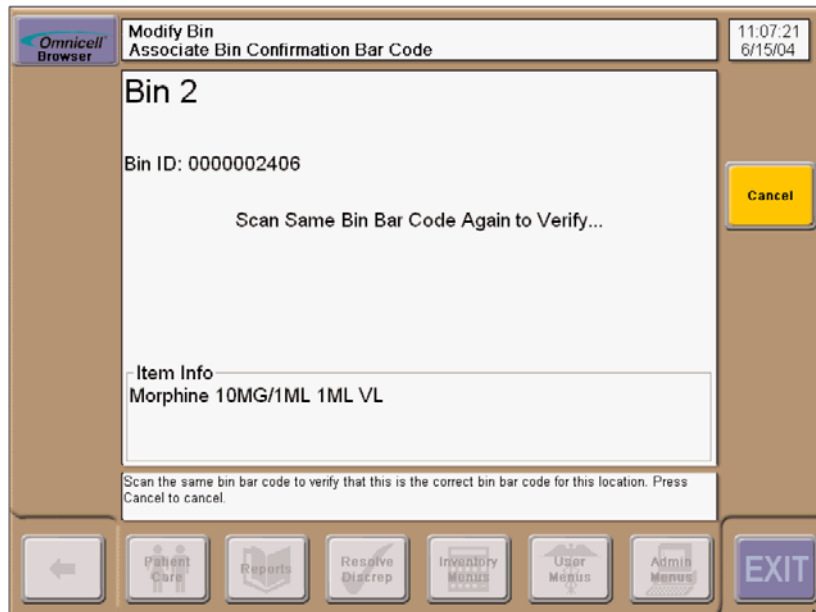 Omnicell
Browser
Modify Bin
Associate Bin Confirmation Bar Code
11:07:21
6/15/04
Bin 2
Bin ID: 0000002406
Scan Same Bin Bar Code Again to Verify...
Cancel
Item Info
Morphine 10MG/1ML 1ML VL
Scan the same bin bar code to verify that this is the correct bin bar code for this location. Press
Cancel to cancel.
Patient
Care
Reports
Resolve
Discrep
Inventory
Menus
User
Menus
Admin
Menus
EXIT